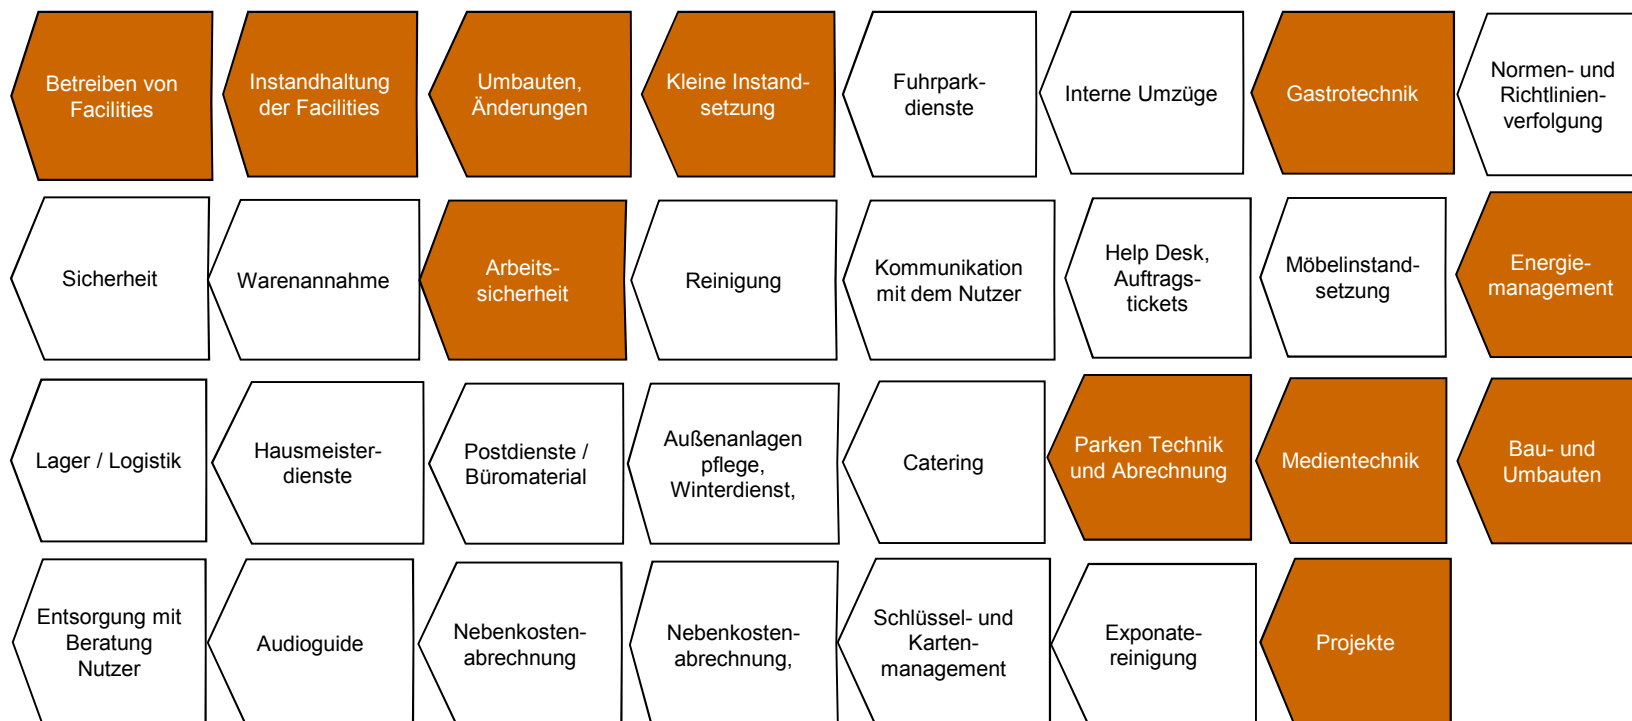 Betreiben von
Facilities
Instandhaltung
der Facilities
Umbauten,
Änderungen
Kleine Instand-
setzung
Fuhrpark-
dienste
Interne Umzüge
Gastrotechnik
Normen- und
Richtlinien-
verfolgung
Sicherheit
Warenannahme
Arbeits-
sicherheit
Reinigung
Kommunikation
mit dem Nutzer
Help Desk,
Auftrags-
tickets
Möbelinstand-
setzung
Energie-
management
Lager / Logistik
Hausmeister-
dienste
Postdienste /
Büromaterial
Außenanlagen
pflege,
Winterdienst,
Catering
Parken Technik
und Abrechnung
Medientechnik
Bau- und
Umbauten
Entsorgung mit
Beratung
Nutzer
Audioguide
Nebenkosten-
abrechnung
Nebenkosten-
abrechnung,
Schlüssel- und
Karten-
management
Exponate-
reinigung
Projekte